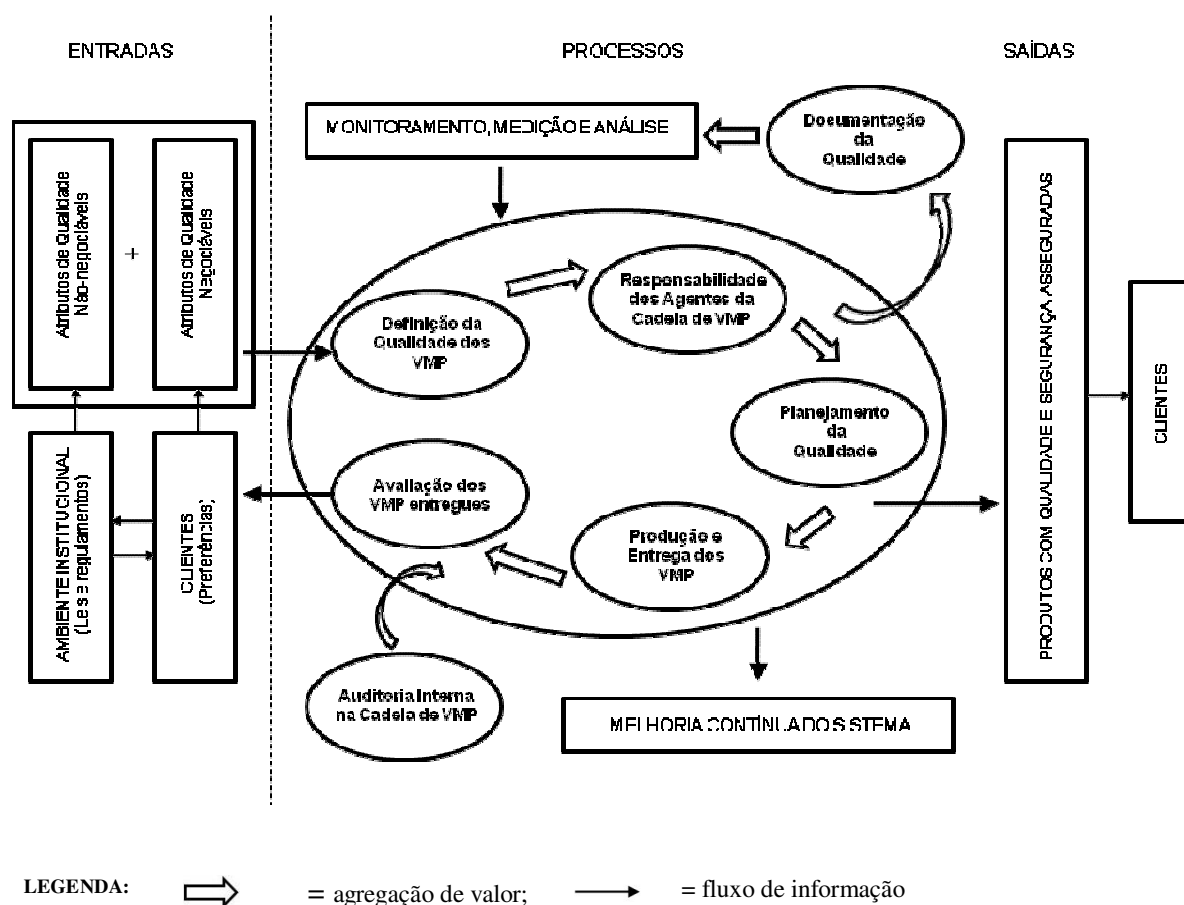 ENTRADAS
PROCESSOS
SAÍDAS
MONITORAMENTO, MEDIÇÃO E ANÁLISE
Documentação
da
Qualidade
Atributos de Qualidade
Não-negociáveis
+
Atributos de Qualidade
Negociáveis
Definição da
Qualidade dos
VMP
Responsabilidade
dos Agentes da
Cadeia de VMP
Planejamento
da
Qualidade
Produção e
Entrega dos
VMP
Avaliação dos
VMP entregues
Auditoria Interna
na Cadeia de VMP
AMBIENTE INSTITUCIONAL
(Leis e regulamentos)
CLIENTES
(Preferências)
MELHORIA CONTÍNUA DO SISTEMA
PRODUTOS COM QUALIDADE E SEGURANÇA ASSEGURADAS
CLIENTES
LEGENDA: = agregação de valor; = fluxo de informação